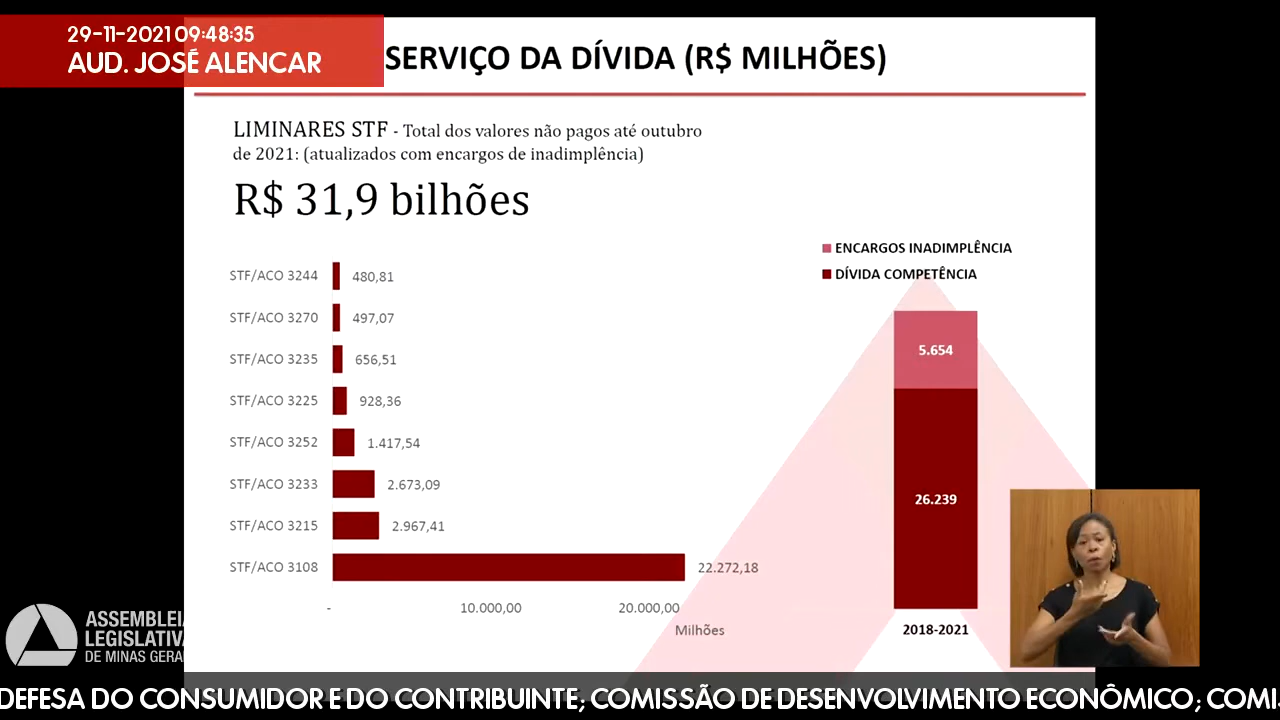 29-11-2021 09:48:35
AUD. JOSÉ ALENCAR
SERVIÇO DA DÍVIDA (R$ MILHÕES)
LIMINARES STF - Total dos valores não pagos até outubro
de 2021: (atualizados com encargos de inadimplência)
R$ 31,9 bilhões
ENCARGOS INADIMPLÊNCIA
DÍVIDA COMPETÊNCIA
STF/ACO 3244 480,81
STF/ACO 3270 497,07
STF/ACO 3235 656,51
STF/ACO 3225 928,36
STF/ACO 3252 1.417,54
STF/ACO 3233 2.673,09
STF/ACO 3215 2.967,41
STF/ACO 3108 22.272,18
- 10.000,00 20.000,00
Milhões
5.654
26.239
2018-2021
ASSEMBLEIA
LEGISLATIVA
DE MINAS GERAI
DEFESA DO CONSUMIDOR E DO CONTRIBUINTE; COMISSÃO DE DESENVOLVIMENTO ECONÔMICO; COMI